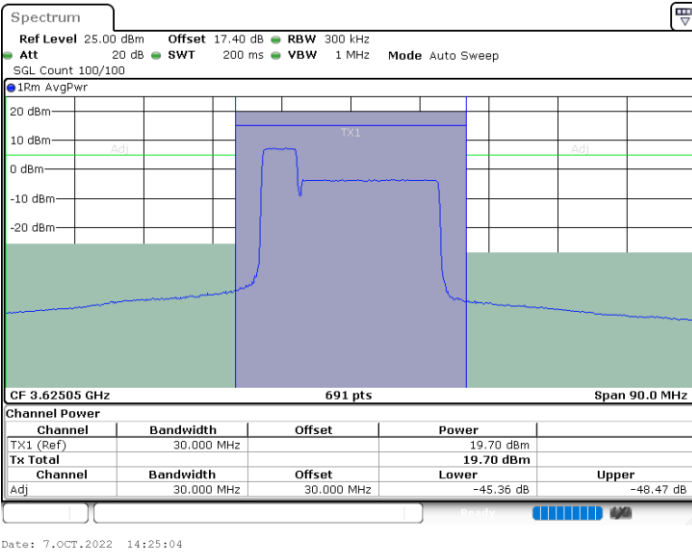 Spectrum
Ref Level 25.00 dBm Offset 17.40 dB RBW 300 kHz
Att 20 dB SWT 200 ms VBW 1 MHz Mode Auto Sweep
SGL Count 100/100
1Rm AvgPwr
20 dBm
TX1
10 dBm
Adj Adj
0 dBm
-10 dBm
-20 dBm
CF 3.62505 GHz 691 pts Span 90.0 MHz
Channel Power
Channel Bandwidth Offset Power
TX1 (Ref) 30.000 MHz 19.70 dBm
Tx Total 19.70 dBm
Channel Bandwidth Offset Lower Upper
Adj 30.000 MHz 30.000 MHz -45.36 dB -48.47 dB
Ready
Date: 7.OCT.2022 14:25:04